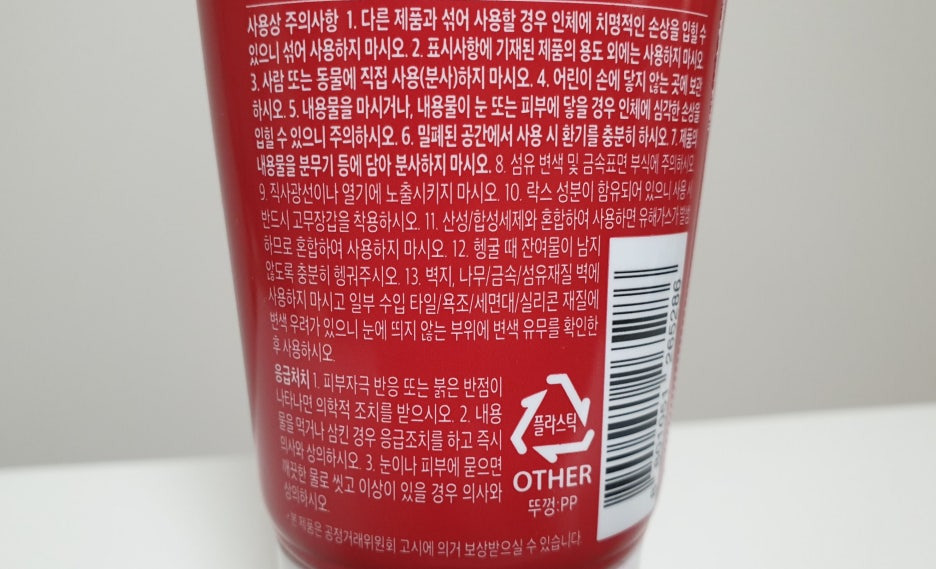 사용상 주의사항 1. 다른 제품과 섞어 사용할 경우 인체에 치명적인 손상을 입힐 수
있으니 섞어 사용하지 마시오. 2. 표시사항에 기재된 제품의 용도 외에는 사용하지 마시오.
3. 사람 또는 동물에 직접 사용(분사)하지 마시오. 4. 어린이 손에 닿지 않는 곳에 보관
하시오. 5. 내용물을 마시거나, 내용물이 눈 또는 피부에 닿을 경우 인체에 심각한 손상을
입힐 수 있으니 주의하시오. 6. 밀폐된 공간에서 사용 시 환기를 충분히 하시오. 7. 제품의
내용물을 분무기 등에 담아 분사하지 마시오. 8. 섬유 변색 및 금속표면 부식에 주의하시오.
9. 직사광선이나 열기에 노출시키지 마시오. 10. 락스 성분이 함유되어 있으니 사용 시
반드시 고무장갑을 착용하시오. 11. 산성/합성세제와 혼합하여 사용하면 유해가스가 발생
하므로 혼합하여 사용하지 마시오. 12. 헹굴 때 잔여물이 남지
않도록 충분히 헹궈주시오. 13. 벽지, 나무/금속/섬유재질 벽에
사용하지 마시고 일부 수입 타일/욕조/세면대/실리콘 재질에
변색 우려가 있으니 눈에 띄지 않는 부위에 변색 유무를 확인한
후 사용하시오.
응급처치 1. 피부자극 반응 또는 붉은 반점이
나타나면 의학적 조치를 받으시오. 2. 내용
물을 먹거나 삼킨 경우 응급조치를 하고 즉시
의사와 상의하시오. 3. 눈이나 피부에 묻으면
깨끗한 물로 씻고 이상이 있을 경우 의사와
상의하시오.
플라스틱
OTHER
뚜껑:PP
•본 제품은 공정거래위원회 고시에 의거 보상받으실 수 있습니다.
265286